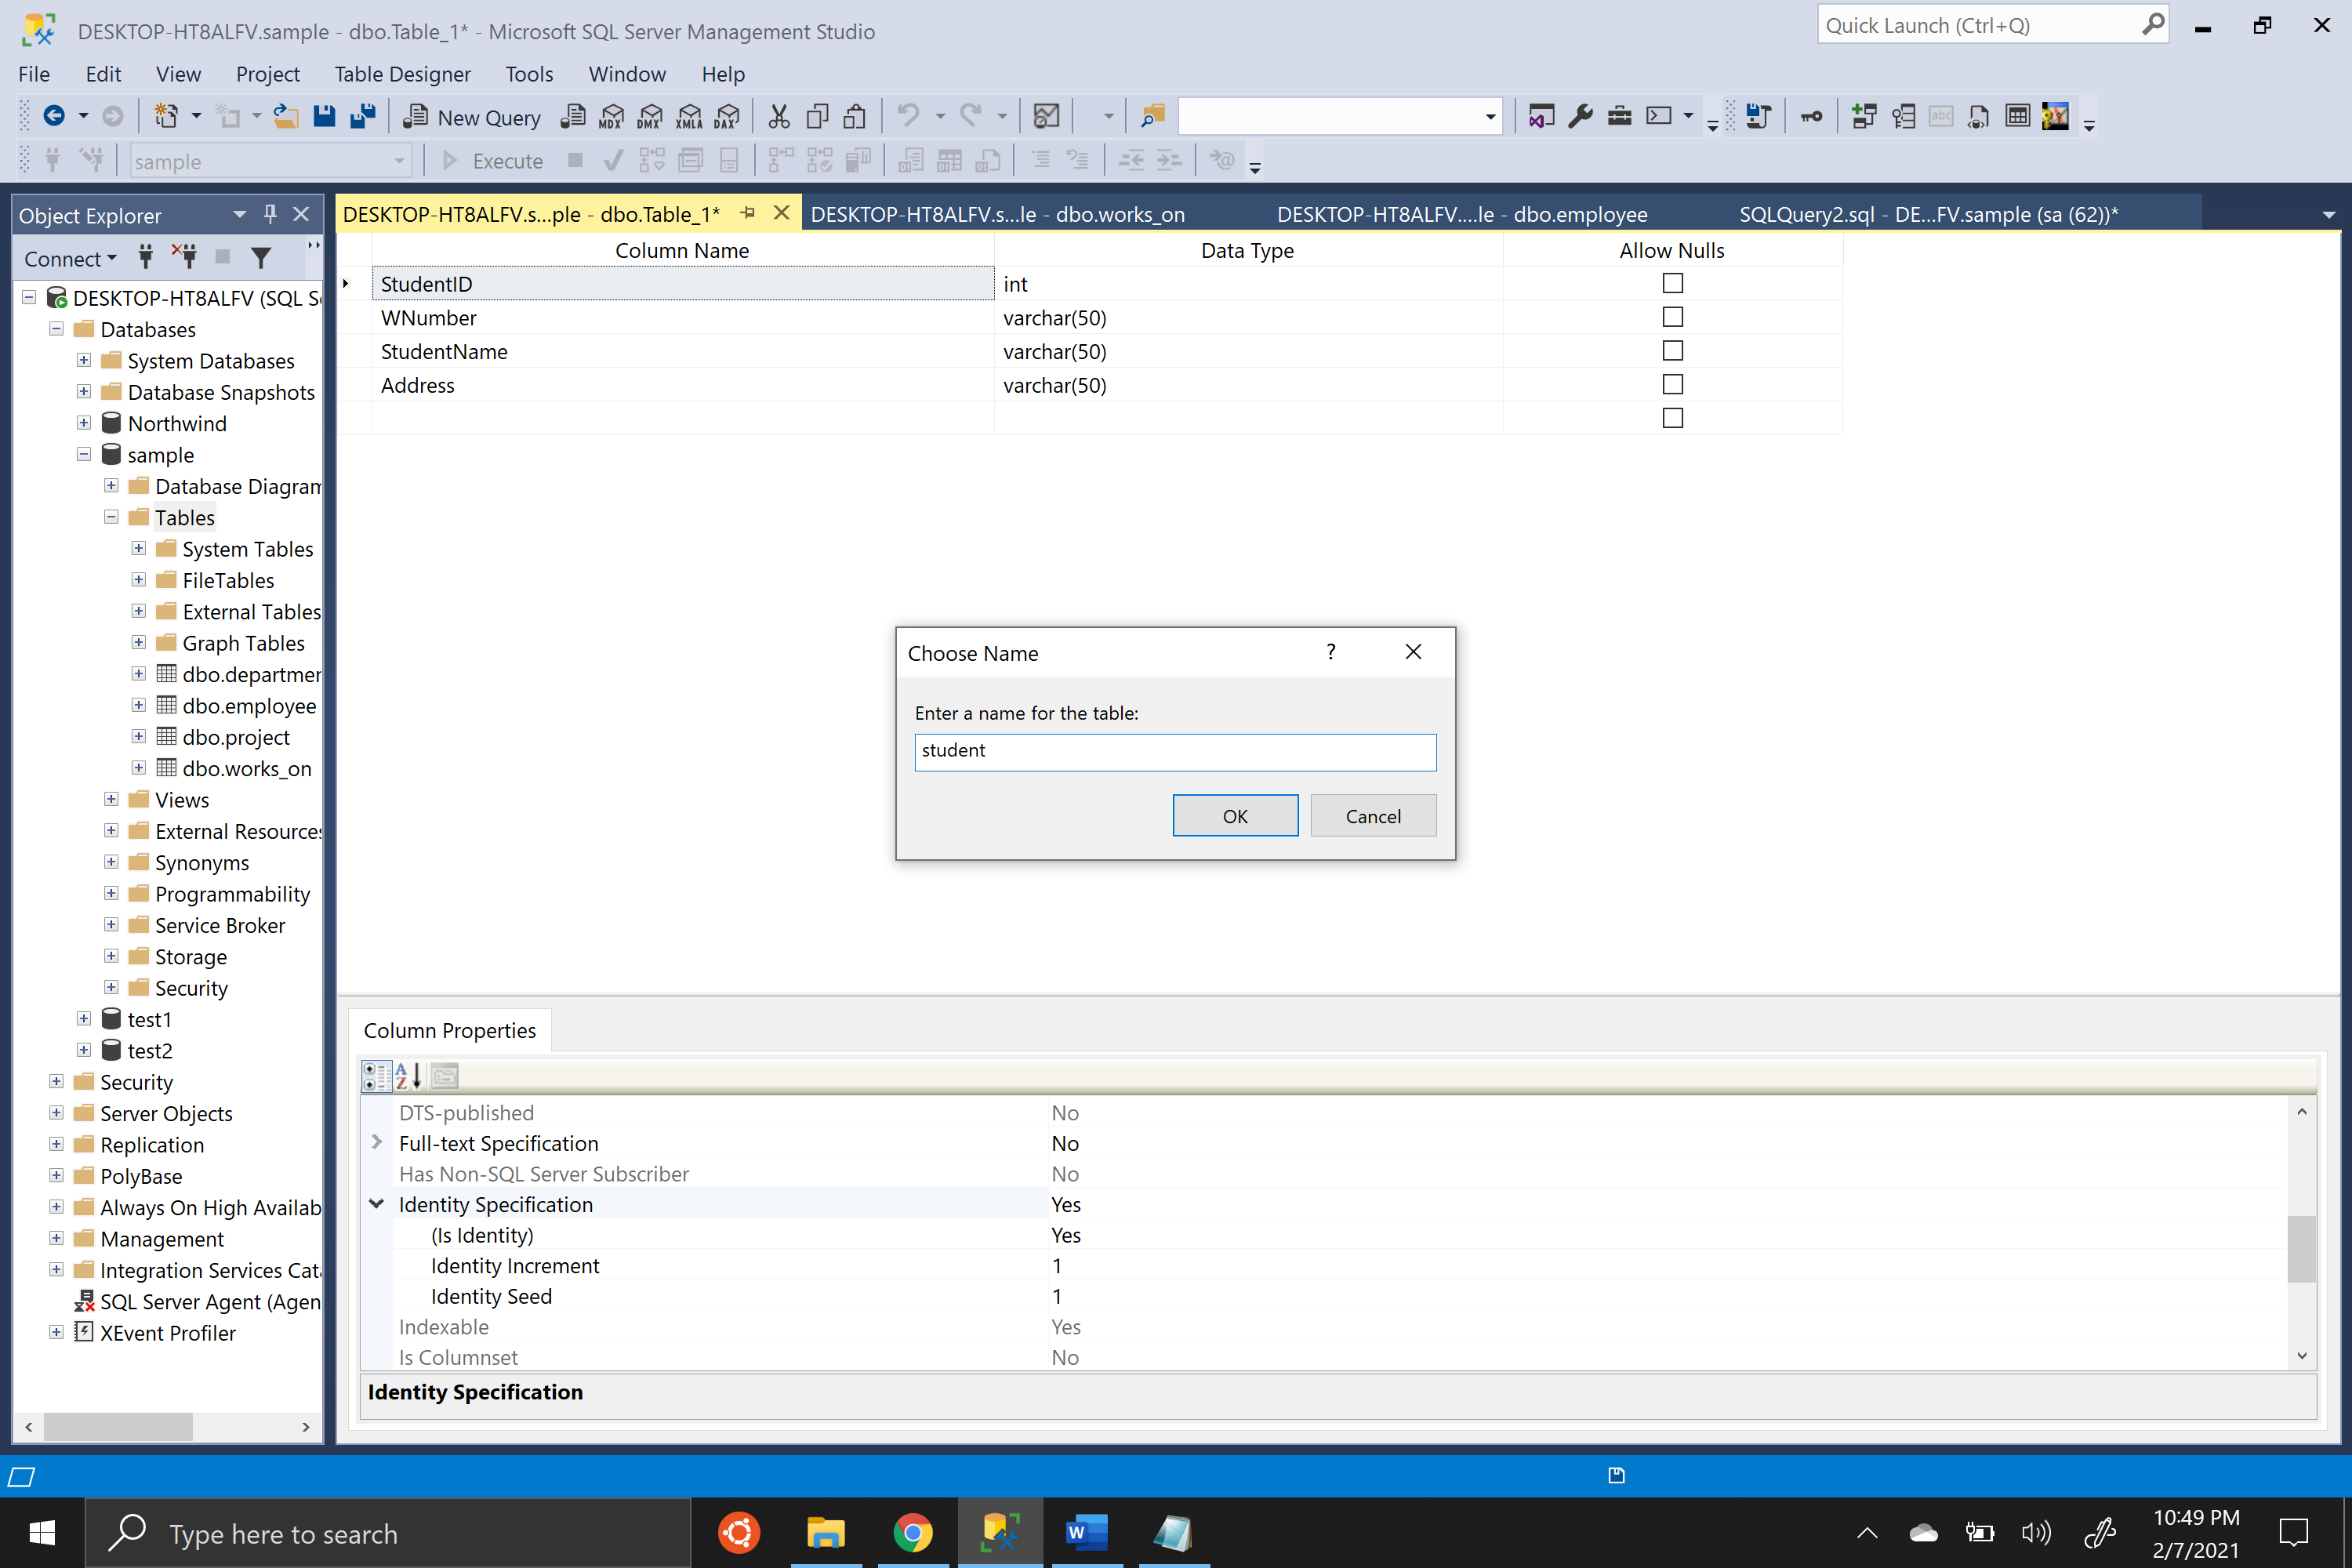 DESKTOP-HT8ALFV.sample - dbo.Table_1* - Microsoft SQL Server Management Studio
Quick Launch (Ctrl+Q)
File Edit View Project Table Designer Tools Window Help
New Query MDX DMX XMLA DAX
sample Execute
Object Explorer
DESKTOP-HT8ALFV.s...ple - dbo.Table_1* DESKTOP-HT8ALFV.s...le - dbo.works_on DESKTOP-HT8ALFV....le - dbo.employee SQLQuery2.sql - DE...FV.sample (sa (62))*
Connect
DESKTOP-HT8ALFV (SQL S
Databases
System Databases
Database Snapshots
Northwind
sample
Database Diagram
Tables
System Tables
FileTables
External Tables
Graph Tables
dbo.departmen
dbo.employee
dbo.project
dbo.works_on
Views
External Resources
Synonyms
Programmability
Service Broker
Storage
Security
test1
test2
Security
Server Objects
Replication
PolyBase
Always On High Availab
Management
Integration Services Cat
SQL Server Agent (Agen
XEvent Profiler
Column Name Data Type Allow Nulls
StudentID int
WNumber varchar(50)
StudentName varchar(50)
Address varchar(50)
Choose Name ?
Enter a name for the table:
student
OK Cancel
Column Properties
DTS-published No
Full-text Specification No
Has Non-SQL Server Subscriber No
Identity Specification Yes
(Is Identity) Yes
Identity Increment 1
Identity Seed 1
Indexable Yes
Is Columnset No
Identity Specification
Type here to search
10:49 PM
2/7/2021